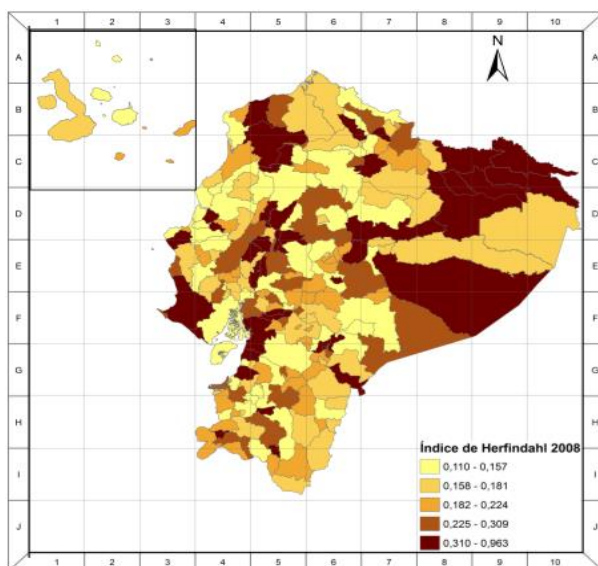 1 2 3 4 5 6 7 8 9 10
A A
B B
C C
D D
E E
F F
G G
H H
I I
J J
N
Índice de Herfindahl 2008
0,110 - 0,157
0,158 - 0,181
0,182 - 0,224
0,225 - 0,309
0,310 - 0,963
1 2 3 4 5 6 7 8 9 10